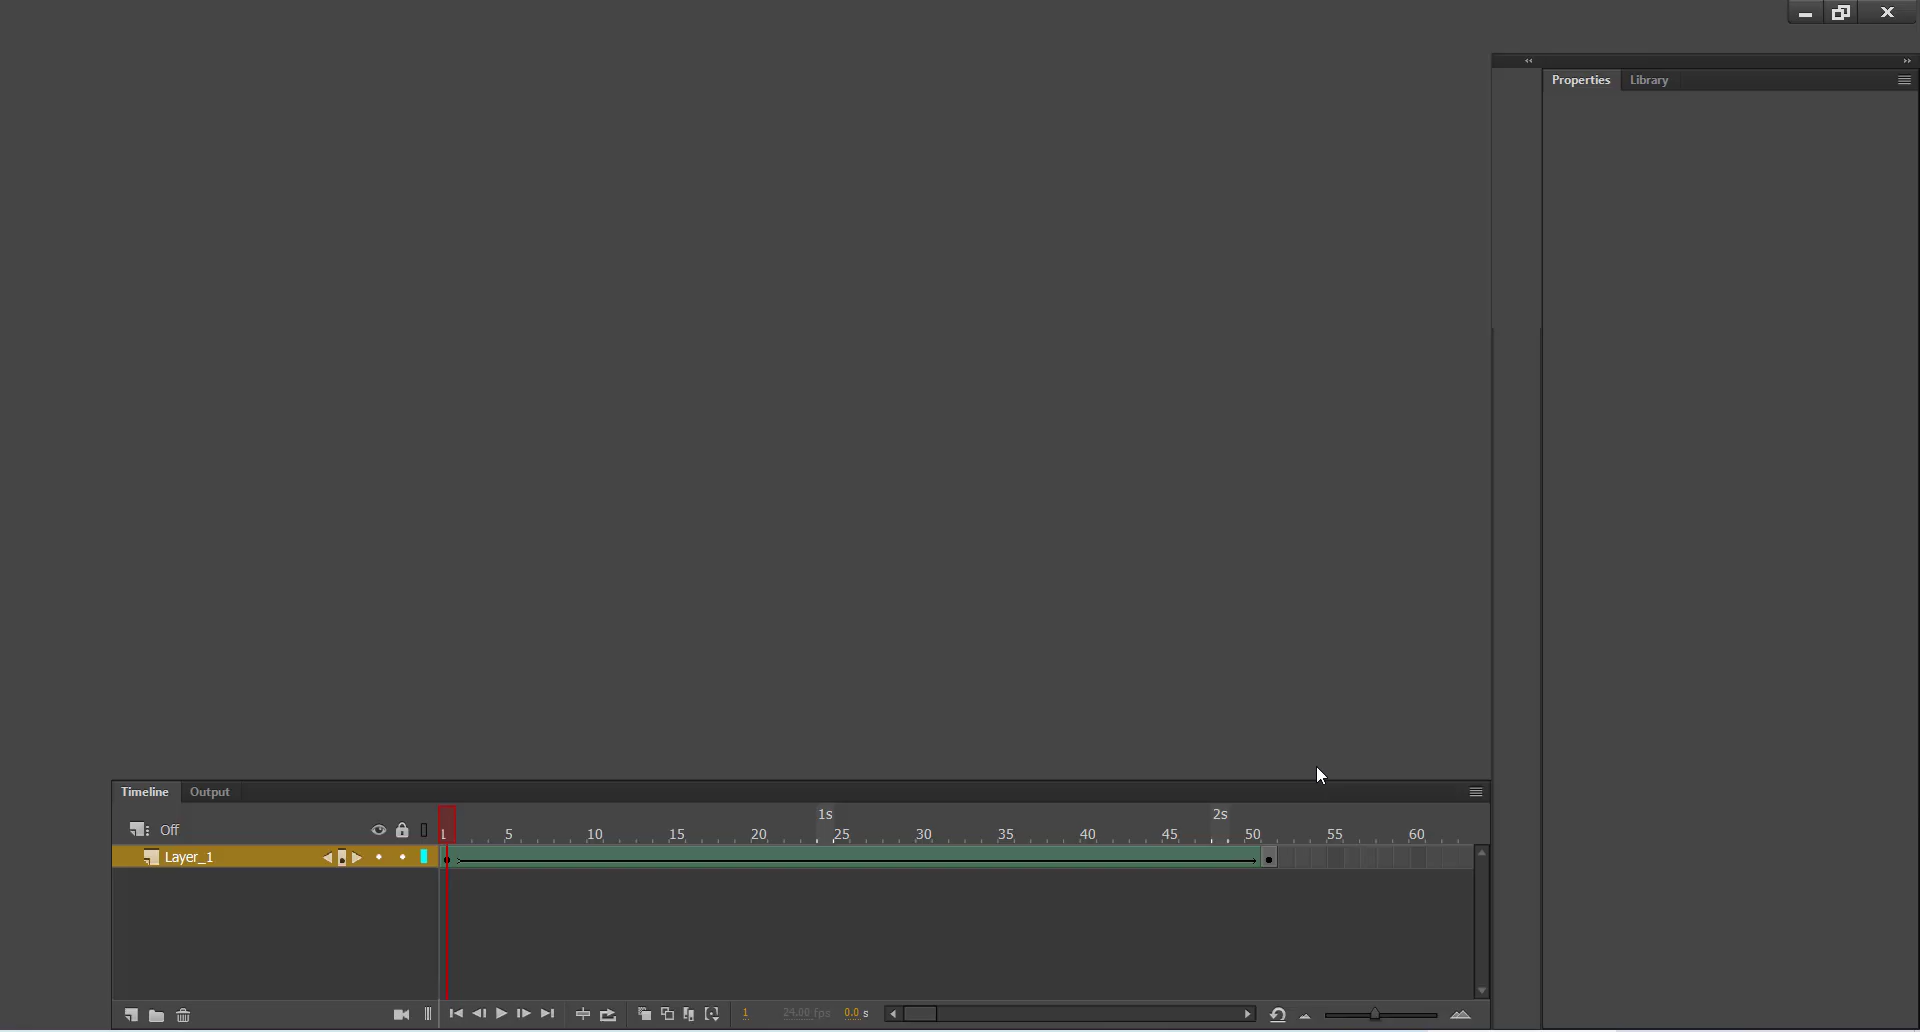 Properties Library
Timeline Output
1s 2s
Off 1 5 10 15 20 25 30 35 40 45 50 55 60
Layer_1
1 24.00 fps 0.0 s